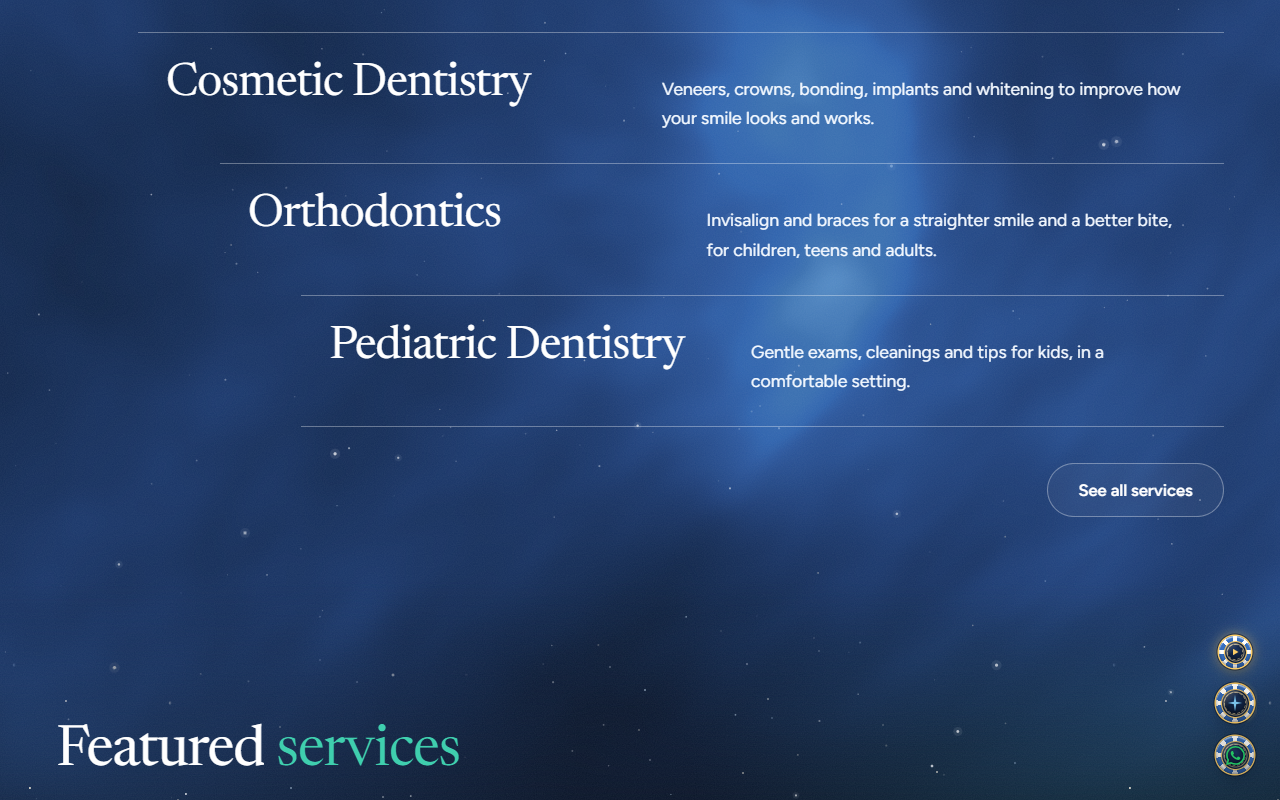 Cosmetic Dentistry
Veneers, crowns, bonding, implants and whitening to improve how
your smile looks and works.
Orthodontics
Invisalign and braces for a straighter smile and a better bite,
for children, teens and adults.
Pediatric Dentistry
Gentle exams, cleanings and tips for kids, in a
comfortable setting.
See all services
Featured services